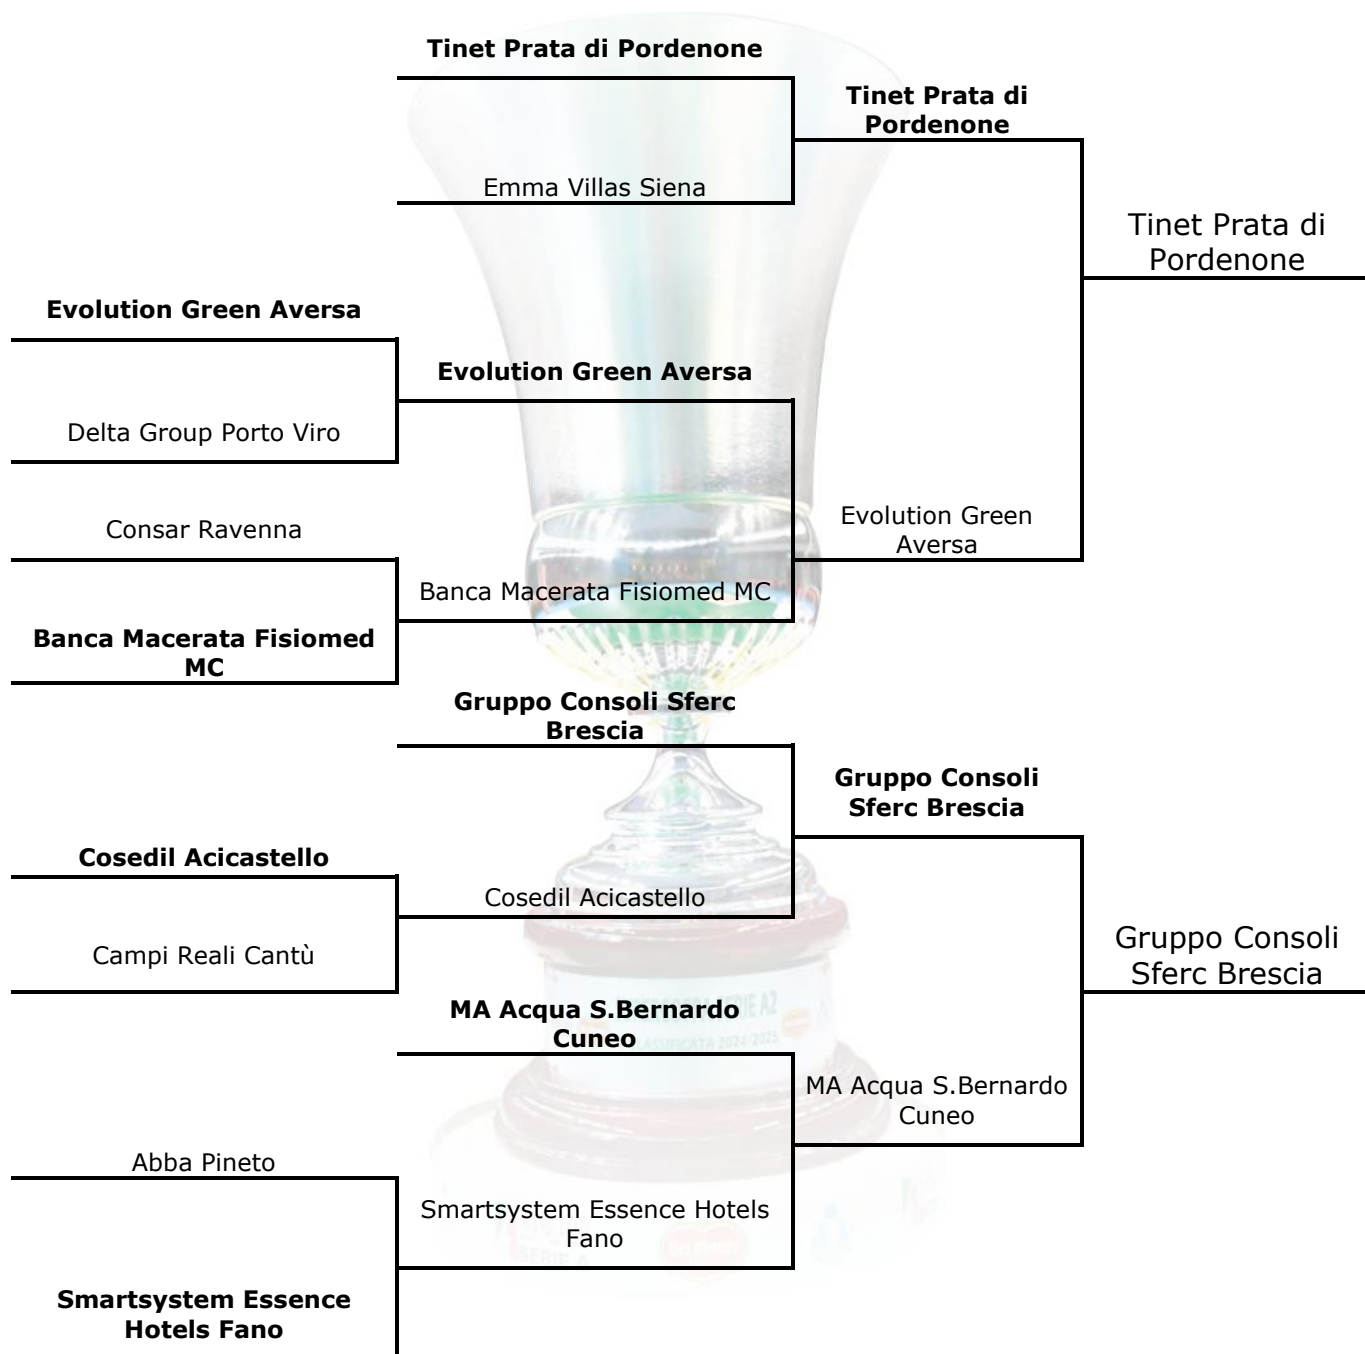 Tinet Prata di Pordenone
Tinet Prata di
Pordenone
Emma Villas Siena
Tinet Prata di
Pordenone
Evolution Green Aversa
Evolution Green Aversa
Delta Group Porto Viro
Consar Ravenna
Evolution Green
Aversa
Banca Macerata Fisiomed MC
Banca Macerata Fisiomed
MC
Gruppo Consoli Sferc
Brescia
Gruppo Consoli
Sferc Brescia
Cosedil Acicastello
Cosedil Acicastello
Campi Reali Cantù
Gruppo Consoli
Sferc Brescia
MA Acqua S.Bernardo
Cuneo
MA Acqua S.Bernardo
Cuneo
Abba Pineto
Smartsystem Essence Hotels
Fano
Smartsystem Essence
Hotels Fano